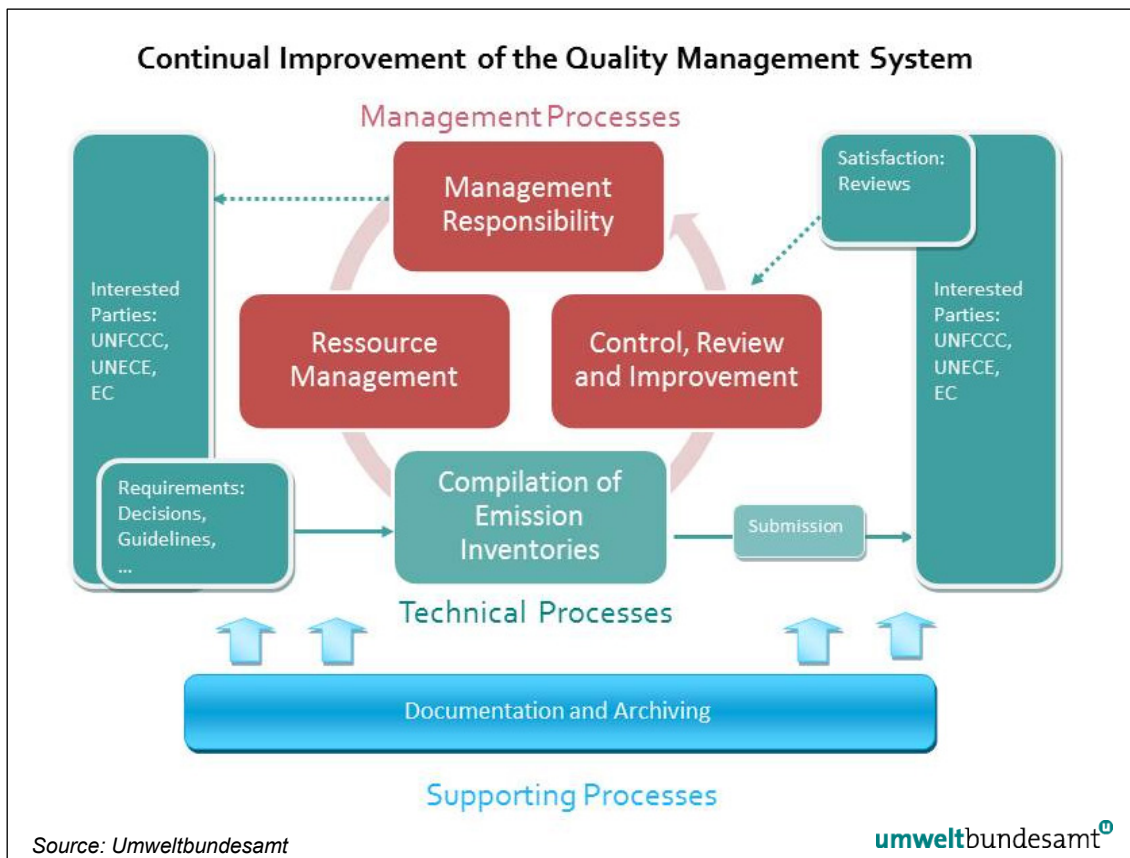 Continual Improvement of the Quality Management System
Management Processes
Management
Responsibility
Satisfaction:
Reviews
Interested
Parties:
UNFCCC,
UNECE,
EC
Ressource
Management
Control, Review
and Improvement
Interested
Parties:
UNFCCC,
UNECE,
EC
Requirements:
Decisions,
Guidelines,
...
Compilation of
Emission
Inventories
Submission
Technical Processes
Documentation and Archiving
Supporting Processes
Source: Umweltbundesamt
umweltbundesamt
u